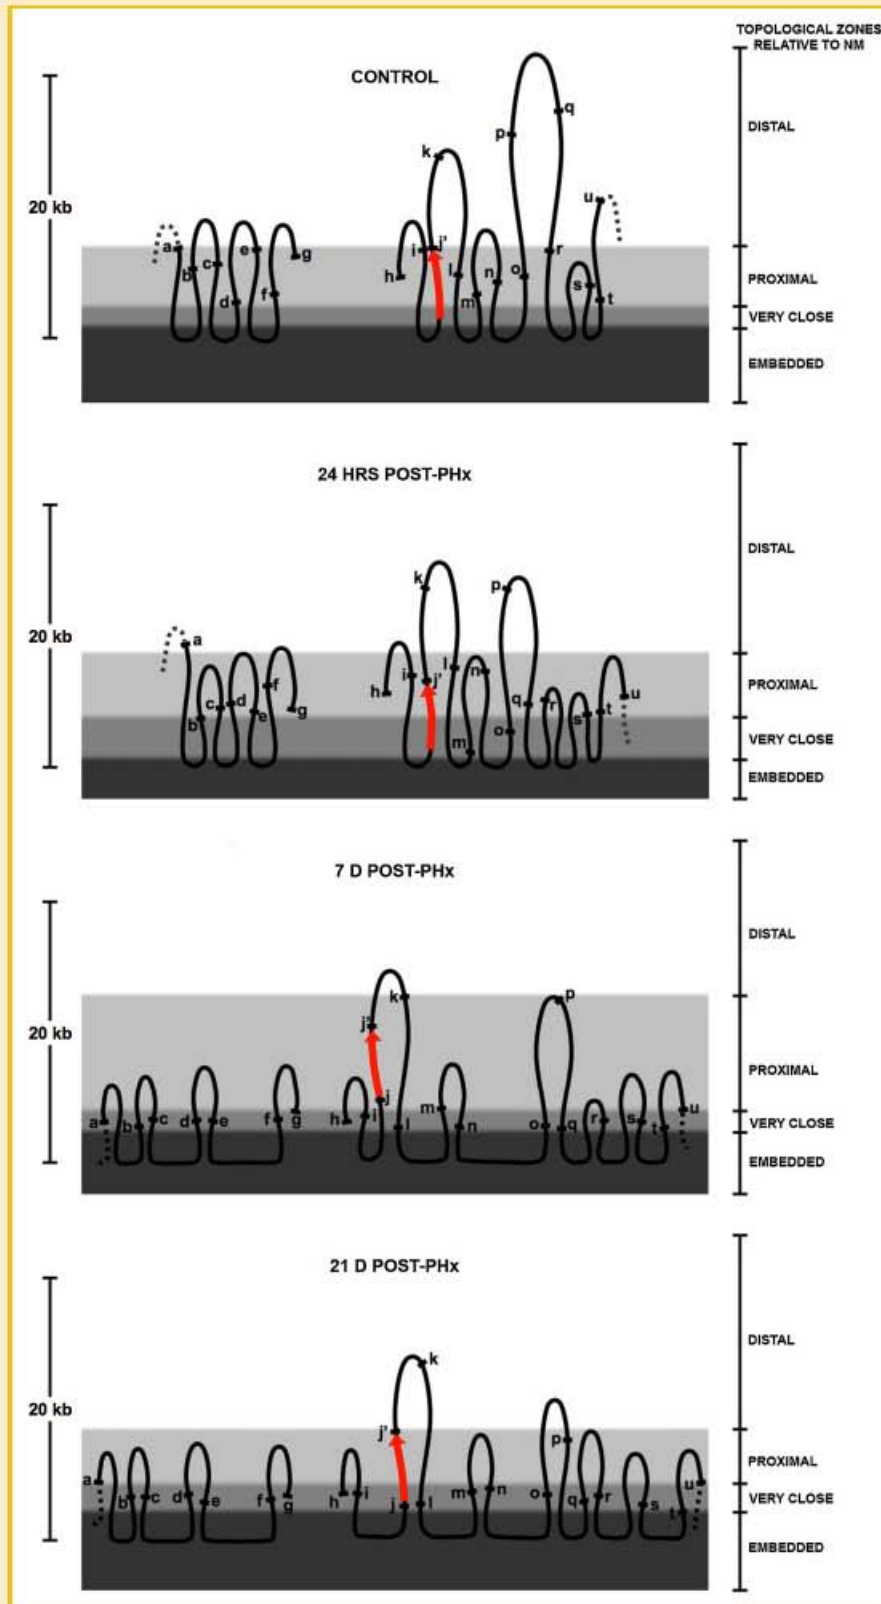 TOPOLOGICAL ZONES
RELATIVE TO NM
CONTROL
20 kb
DISTAL
PROXIMAL
VERY CLOSE
EMBEDDED
a b c d e f g h i j' k l m n o p q r s t u
24 HRS POST-PHx
20 kb
DISTAL
PROXIMAL
VERY CLOSE
EMBEDDED
a b c d e f g h i j' k l m n o p q r s t u
7 D POST-PHx
20 kb
DISTAL
PROXIMAL
VERY CLOSE
EMBEDDED
a b c d e f g h i j j' k l m n o p q r s t u
21 D POST-PHx
20 kb
DISTAL
PROXIMAL
VERY CLOSE
EMBEDDED
a b c d e f g h i j j' k l m n o p q r s t u